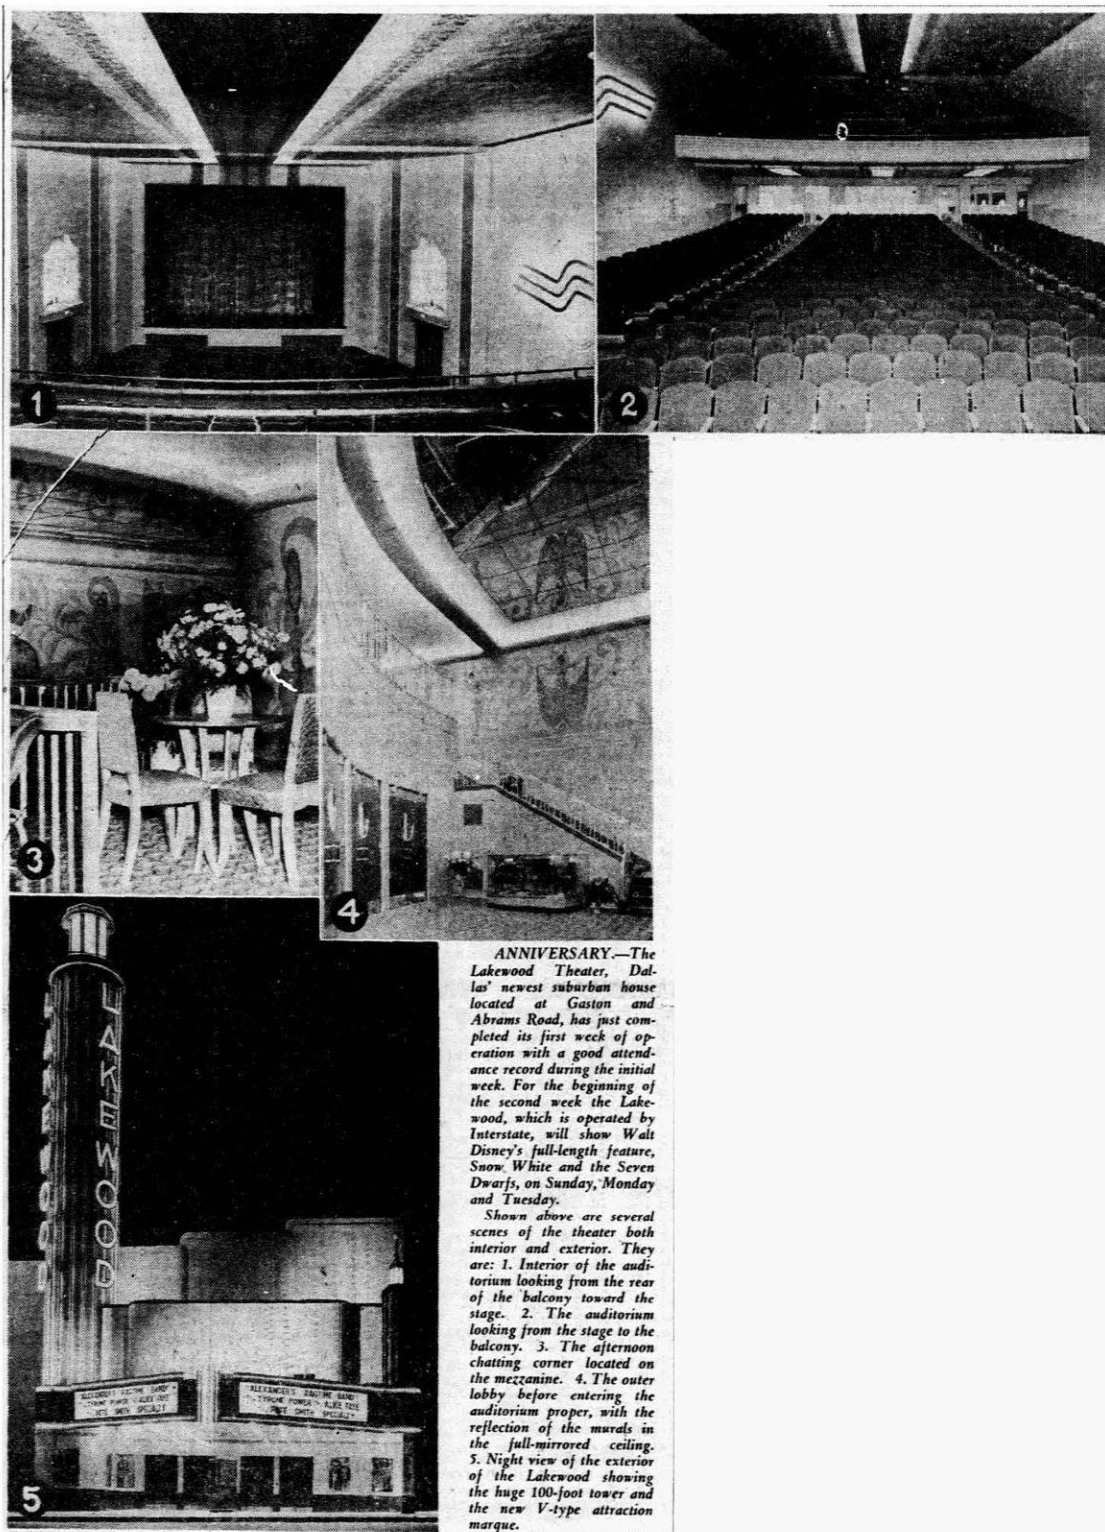 1
2
3
4
LAKEWOOD
ALEXANDER'S RAGTIME BAND
TYRONE POWER - ALICE FAYE
PETE SMITH SPECIALTY
ALEXANDER'S RAGTIME BAND
TYRONE POWER - ALICE FAYE
PETE SMITH SPECIALTY
5
ANNIVERSARY.—The
Lakewood Theater, Dal-
las' newest suburban house
located at Gaston and
Abrams Road, has just com-
pleted its first week of op-
eration with a good attend-
ance record during the initial
week. For the beginning of
the second week the Lake-
wood, which is operated by
Interstate, will show Walt
Disney's full-length feature,
Snow White and the Seven
Dwarfs, on Sunday, Monday
and Tuesday.
Shown above are several
scenes of the theater both
interior and exterior. They
are: 1. Interior of the audi-
torium looking from the rear
of the balcony toward the
stage. 2. The auditorium
looking from the stage to the
balcony. 3. The afternoon
chatting corner located on
the mezzanine. 4. The outer
lobby before entering the
auditorium proper, with the
reflection of the murals in
the full-mirrored ceiling.
5. Night view of the exterior
of the Lakewood showing
the huge 100-foot tower and
the new V-type attraction
marque.